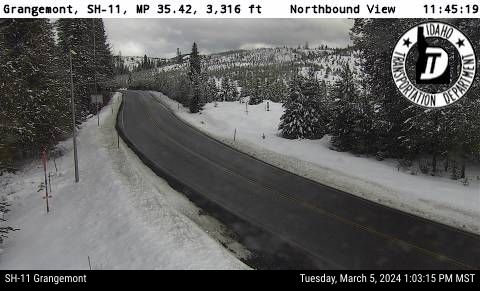 Grangemont, SH-11, MP 35.42, 3,316 ft Northbound View 11:45:19
IDAHO
TRANSPORTATION DEPARTMENT
SH-11 Grangemont Tuesday, March 5, 2024 1:03:15 PM MST